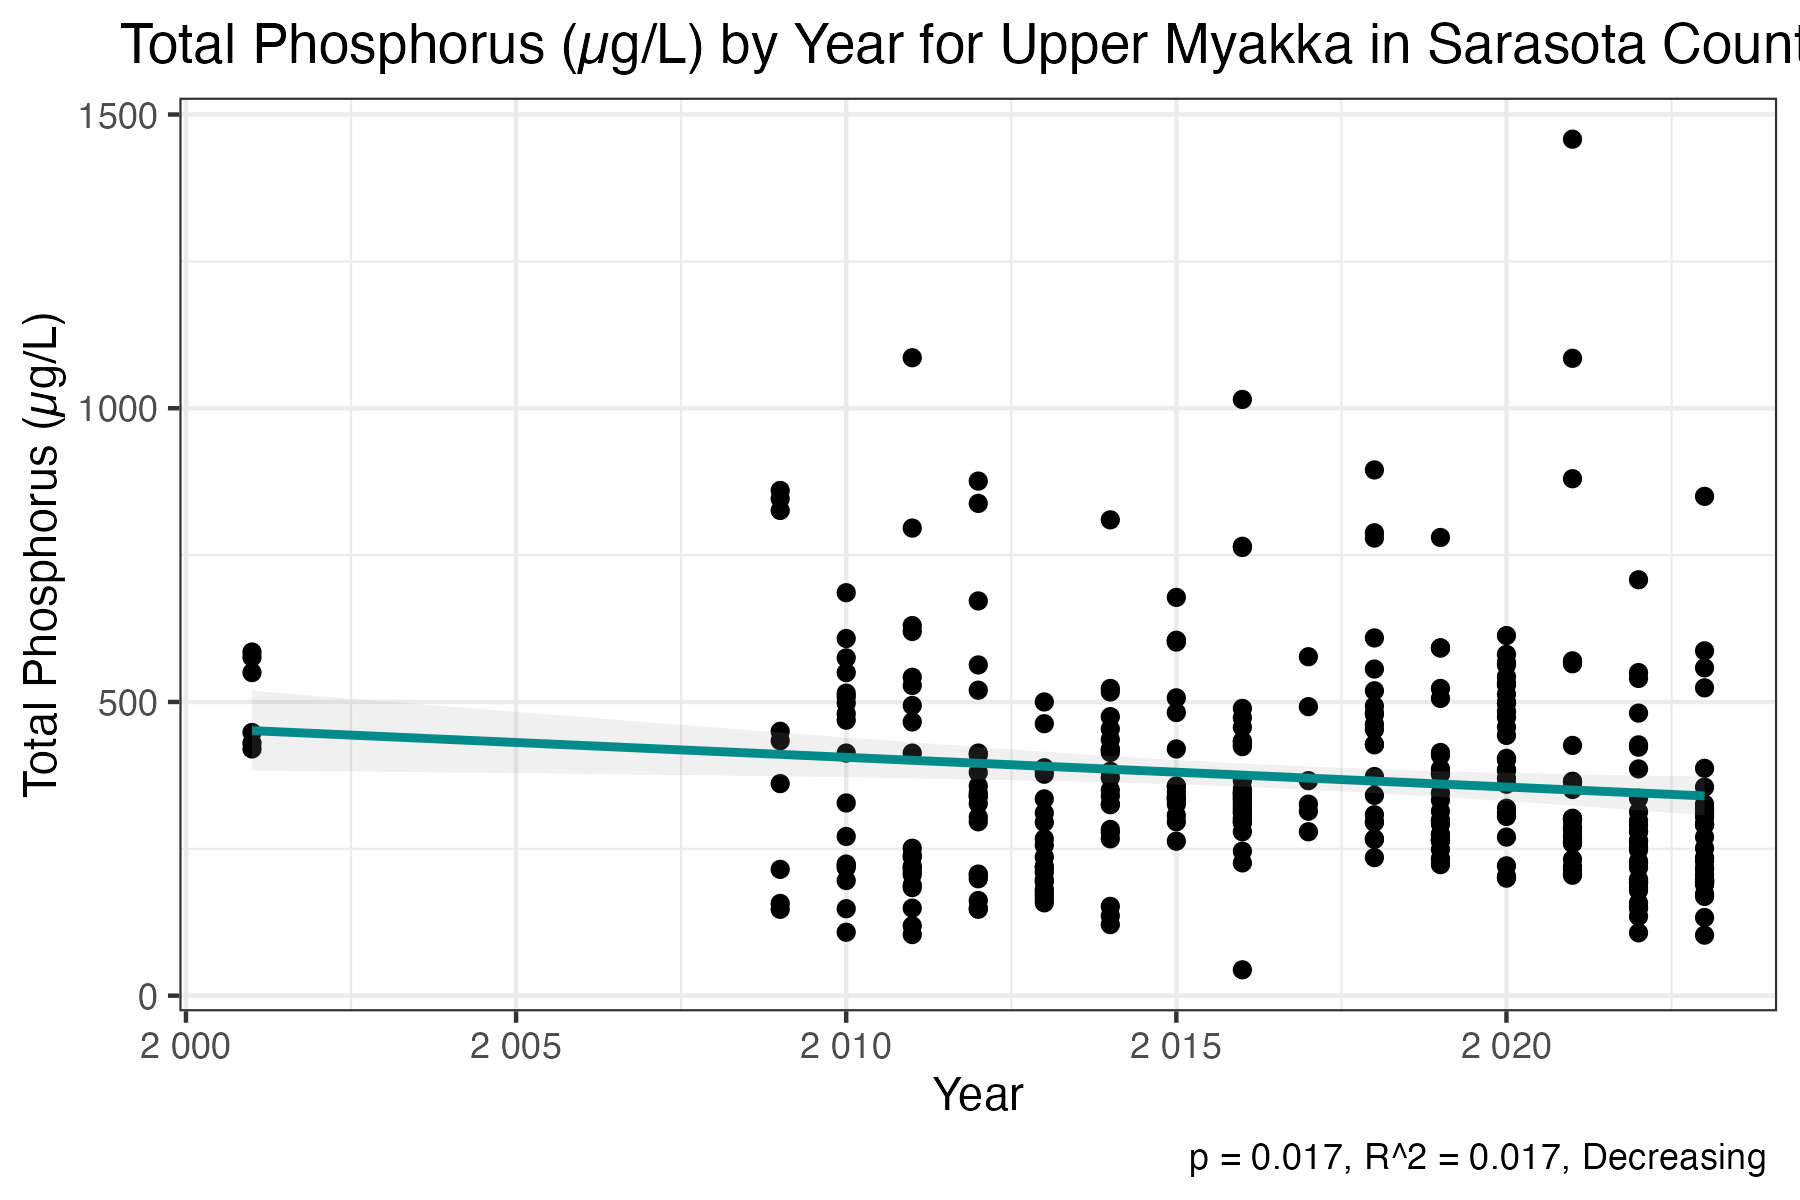 Total Phosphorus (µg/L) by Year for Upper Myakka in Sarasota Count
Total Phosphorus (µg/L)
1500
1000
500
0
2 000
2 005
2 010
2 015
2 020
Year
p = 0.017, R^2 = 0.017, Decreasing